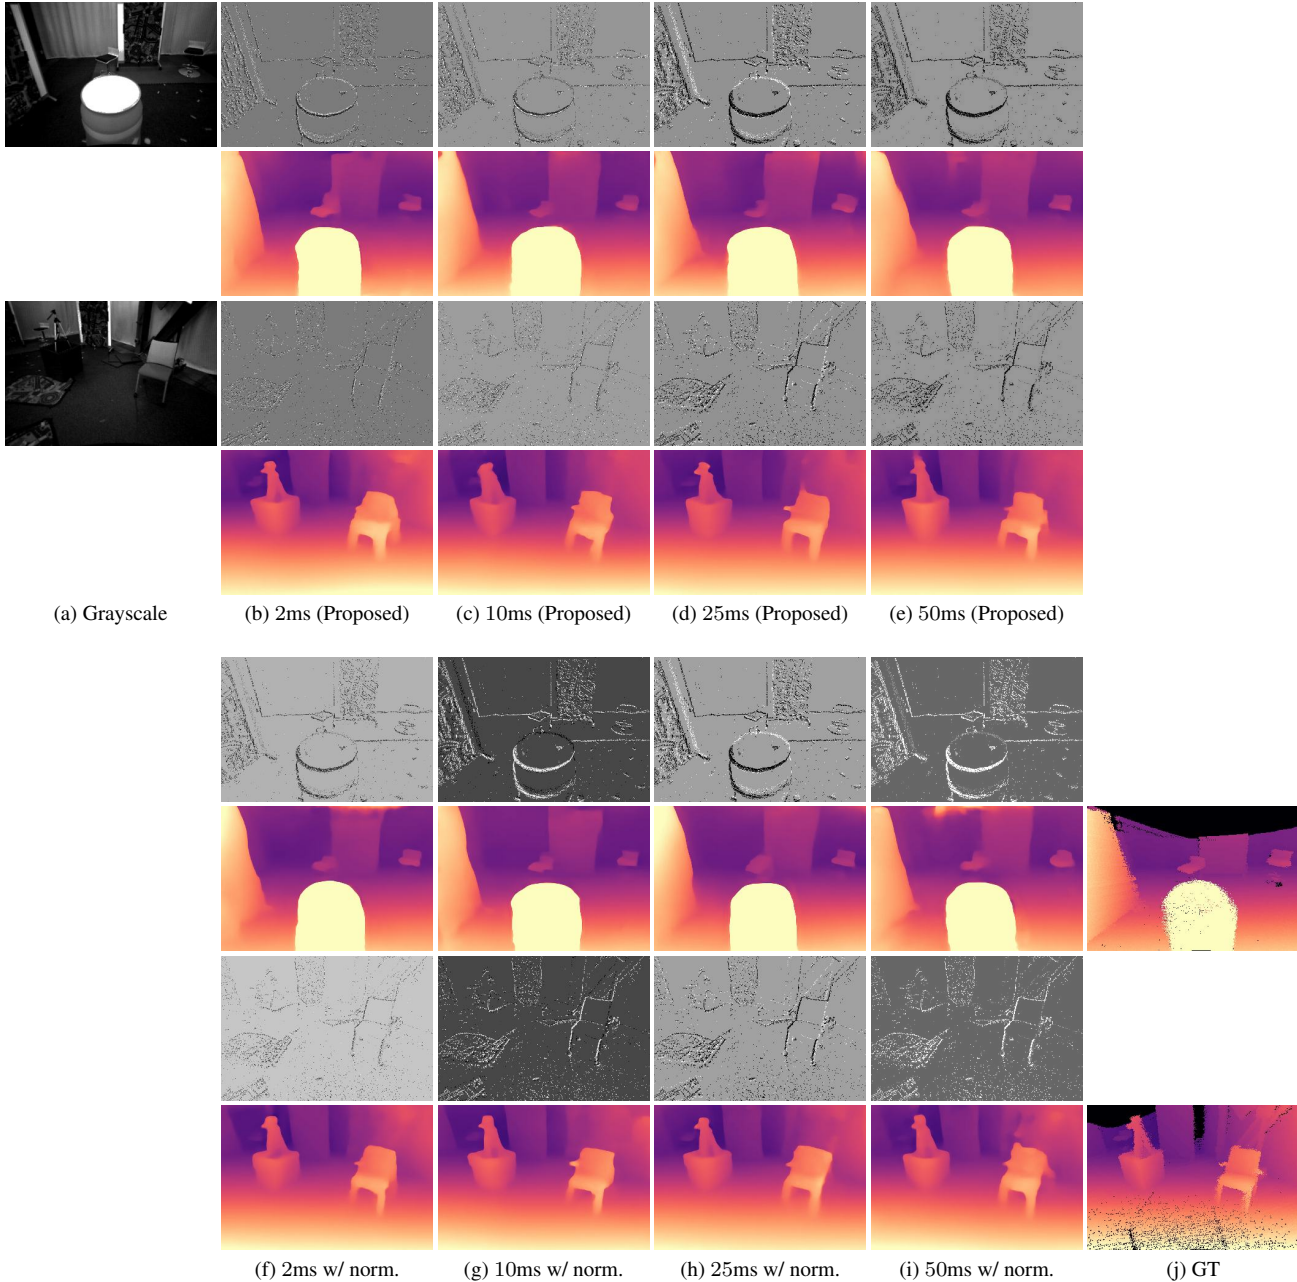 (a) Grayscale
(b) 2ms (Proposed)
(c) 10ms (Proposed)
(d) 25ms (Proposed)
(e) 50ms (Proposed)
(f) 2ms w/ norm.
(g) 10ms w/ norm.
(h) 25ms w/ norm.
(i) 50ms w/ norm.
(j) GT